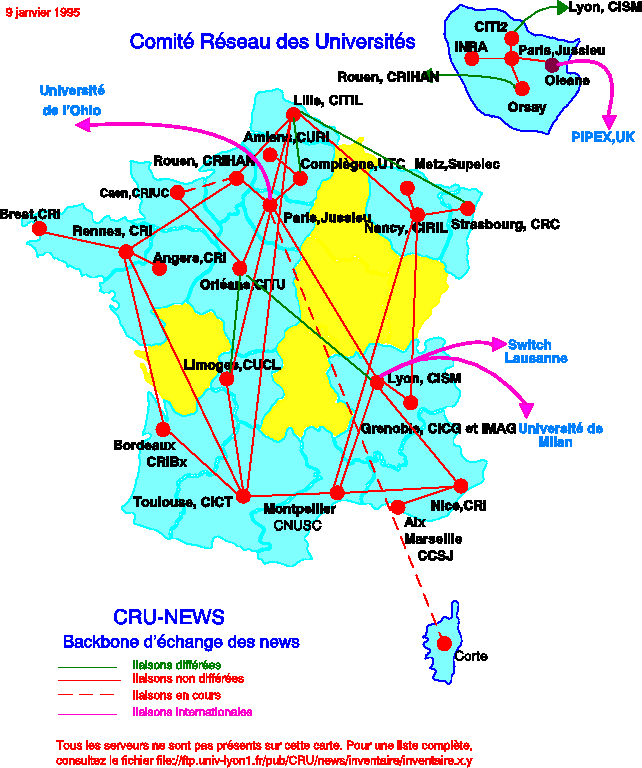 9 janvier 1995
Comité Réseau des Universités
Lyon, CISM
CITI2
INRA
Paris,Jussieu
Oleane
Rouen, CRIHAN
Orsay
PIPEX,UK
Université
de l'Ohio
Lille, CITIL
Amiens,CURI
Rouen, CRIHAN
Compiègne,UTC
Metz,Supelec
Caen,CRIUC
Brest,CRI
Rennes, CRI
Paris,Jussieu
Nancy, CIRIL
Strasbourg, CRC
Angers,CRI
Orléans,CITU
Switch
Lausanne
Limoges,CUCL
Lyon, CISM
Grenoble, CICG et IMAG
Université de
Milan
Bordeaux
CRIBx
Toulouse, CICT
Montpellier
CNUSC
Nice,CRI
Aix
Marseille
CCSJ
CRU-NEWS
Backbone d'échange des news
Corte
liaisons différées
liaisons non différées
liaisons en cours
liaisons internationales
Tous les serveurs ne sont pas présents sur cette carte. Pour une liste complète,
consultez le fichier file://ftp.univ-lyon1.fr/pub/CRU/news/inventaire/inventaire.x.y